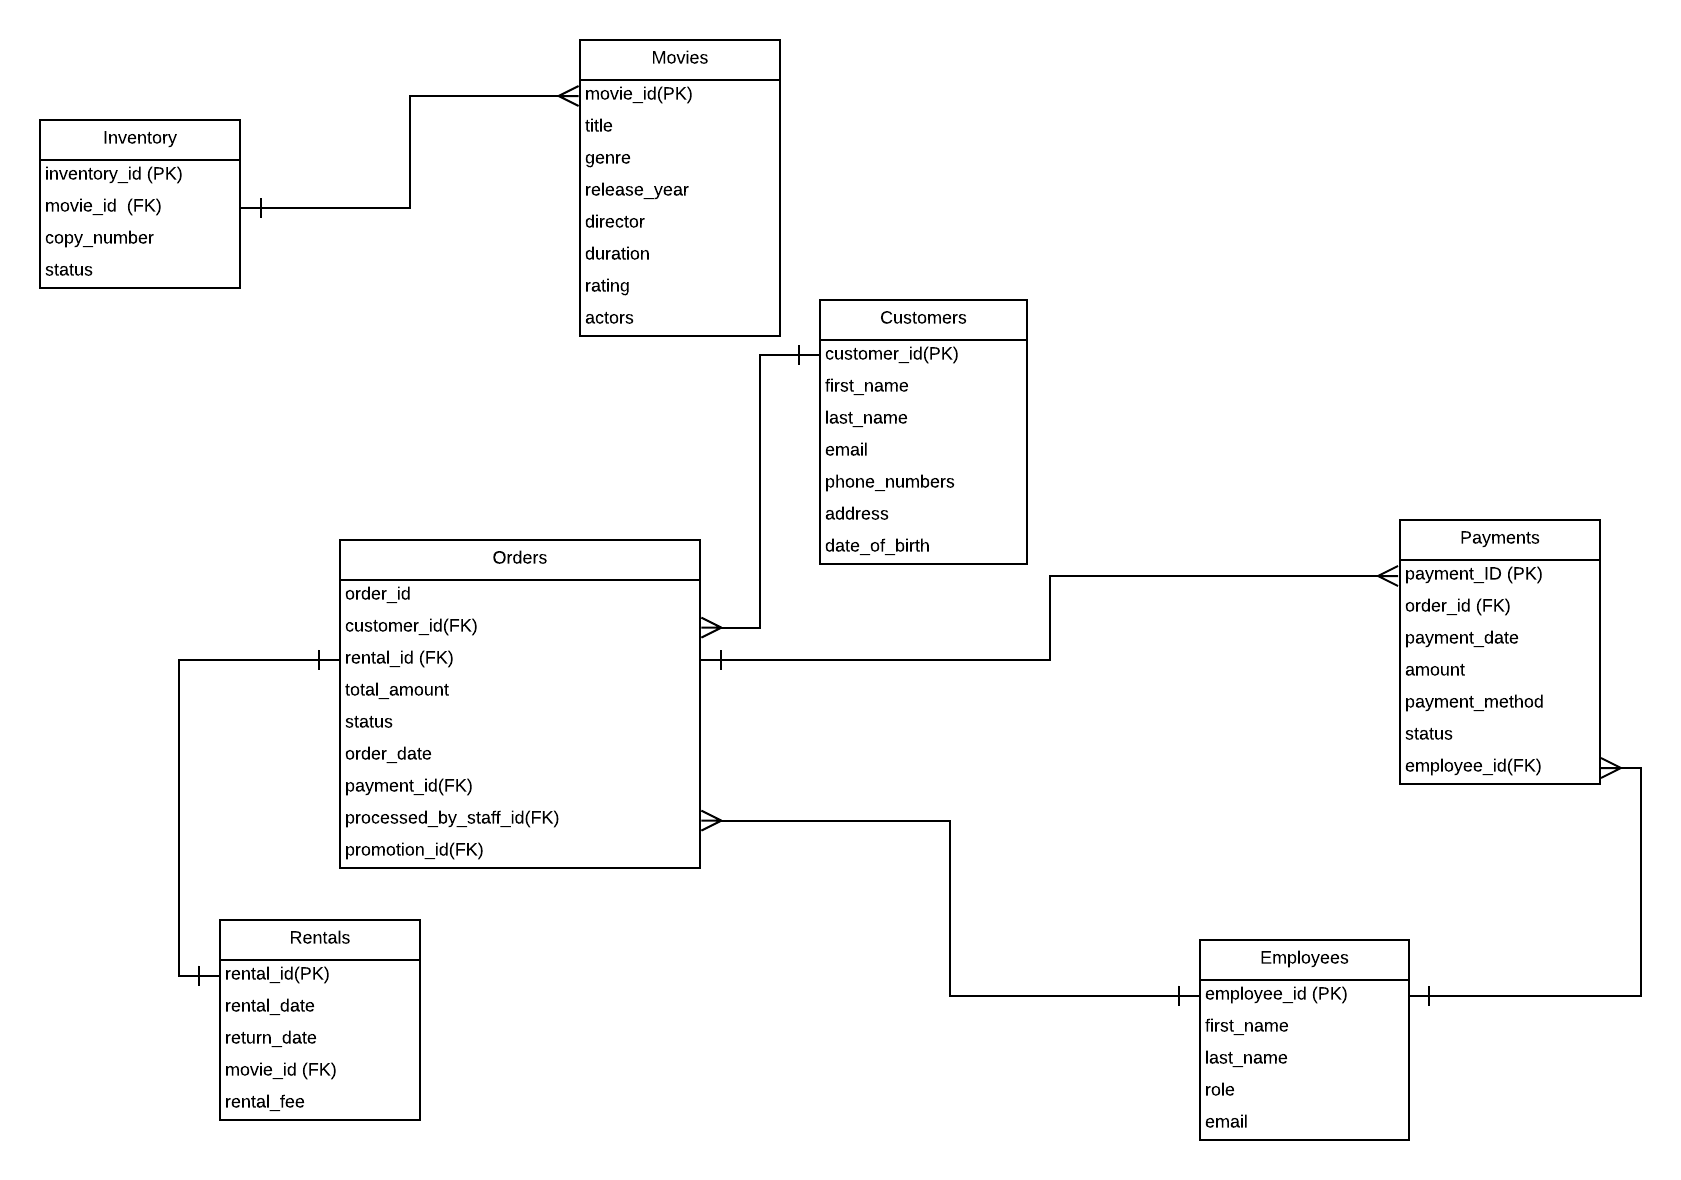 Movies
movie_id(PK)
title
genre
release_year
director
duration
rating
actors
Inventory
inventory_id (PK)
movie_id  (FK)
copy_number
status
Customers
customer_id(PK)
first_name
last_name
email
phone_numbers
address
date_of_birth
Orders
order_id
customer_id(FK)
rental_id (FK)
total_amount
status
order_date
payment_id(FK)
processed_by_staff_id(FK)
promotion_id(FK)
Payments
payment_ID (PK)
order_id (FK)
payment_date
amount
payment_method
status
employee_id(FK)
Rentals
rental_id(PK)
rental_date
return_date
movie_id (FK)
rental_fee
Employees
employee_id (PK)
first_name
last_name
role
email